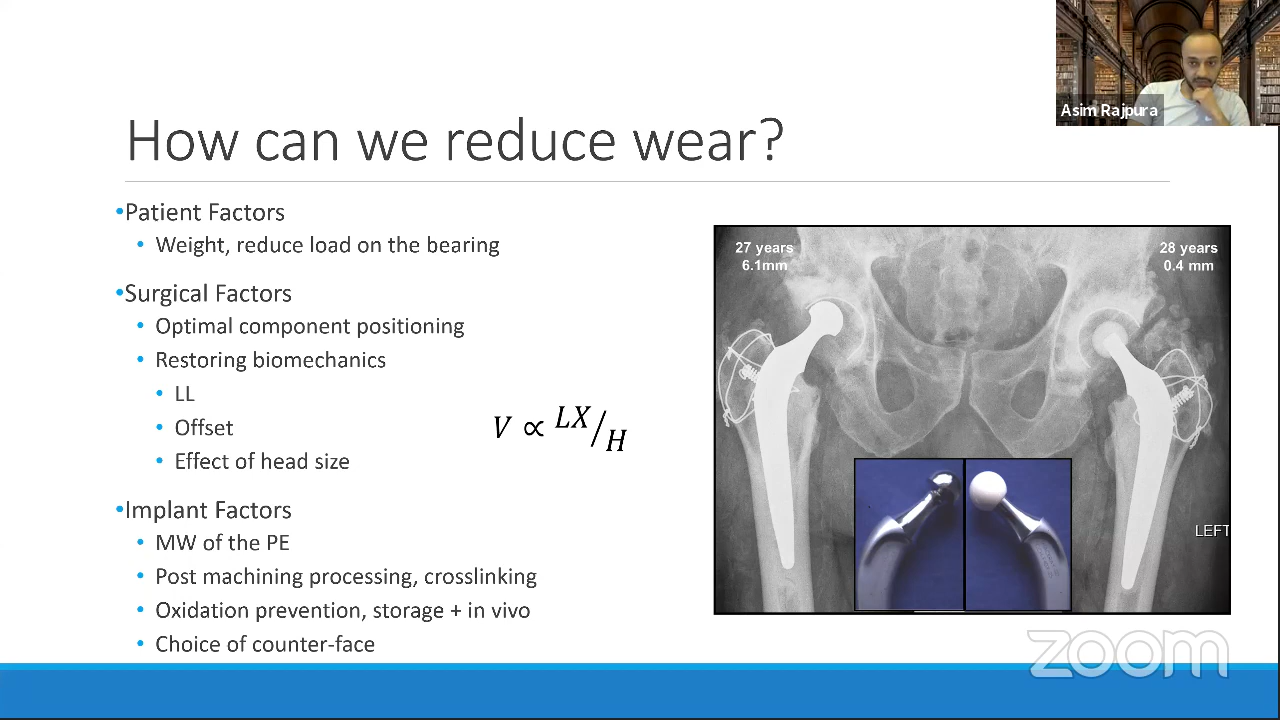 Asim Rajpura
How can we reduce wear?
•Patient Factors
• Weight, reduce load on the bearing
•Surgical Factors
• Optimal component positioning
• Restoring biomechanics
• LL
• Offset
• Effect of head size
V ∝ LX/H
•Implant Factors
• MW of the PE
• Post machining processing, crosslinking
• Oxidation prevention, storage + in vivo
• Choice of counter-face
27 years
6.1mm
28 years
0.4 mm
LEFT
zoom